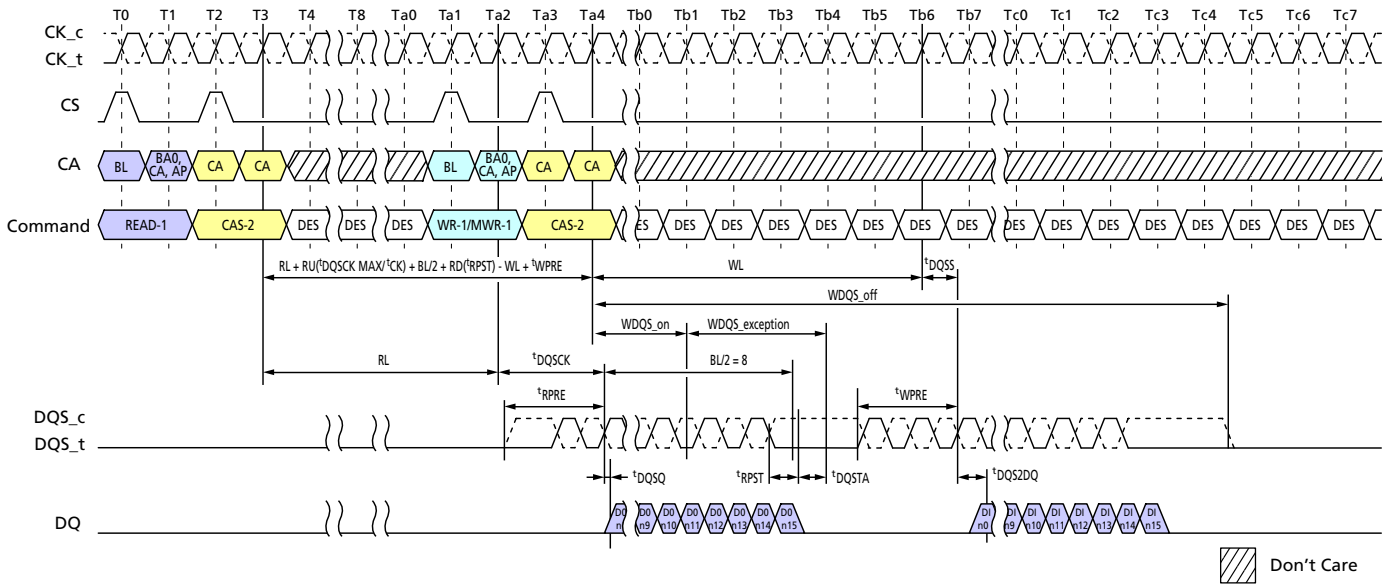 T0 T1 T2 T3 T4 T8 Ta0 Ta1 Ta2 Ta3 Ta4 Tb0 Tb1 Tb2 Tb3 Tb4 Tb5 Tb6 Tb7 Tc0 Tc1 Tc2 Tc3 Tc4 Tc5 Tc6 Tc7
CK_c
CK_t
CS
CA BL BA0, CA, AP CA CA BL BA0, CA, AP CA CA
Command READ-1 CAS-2 DES DES DES WR-1/MWR-1 CAS-2 DES DES DES DES DES DES DES DES DES DES DES DES DES DES DES DES
RL + RU(tDQSCK MAX/tCK) + BL/2 + RD(tRPST) - WL + tWPRE WL tDQSS
WDQS_off
WDQS_on WDQS_exception
RL tDQSCK BL/2 = 8
tRPRE tWPRE
DQS_c
DQS_t
tDQSQ tRPST tDQSTA tDQS2DQ
DQ D0 n0 D0 n9 D0 n10 D0 n11 D0 n12 D0 n13 D0 n14 D0 n15 DI n0 DI n9 DI n10 DI n11 DI n12 DI n13 DI n14 DI n15
Don't Care